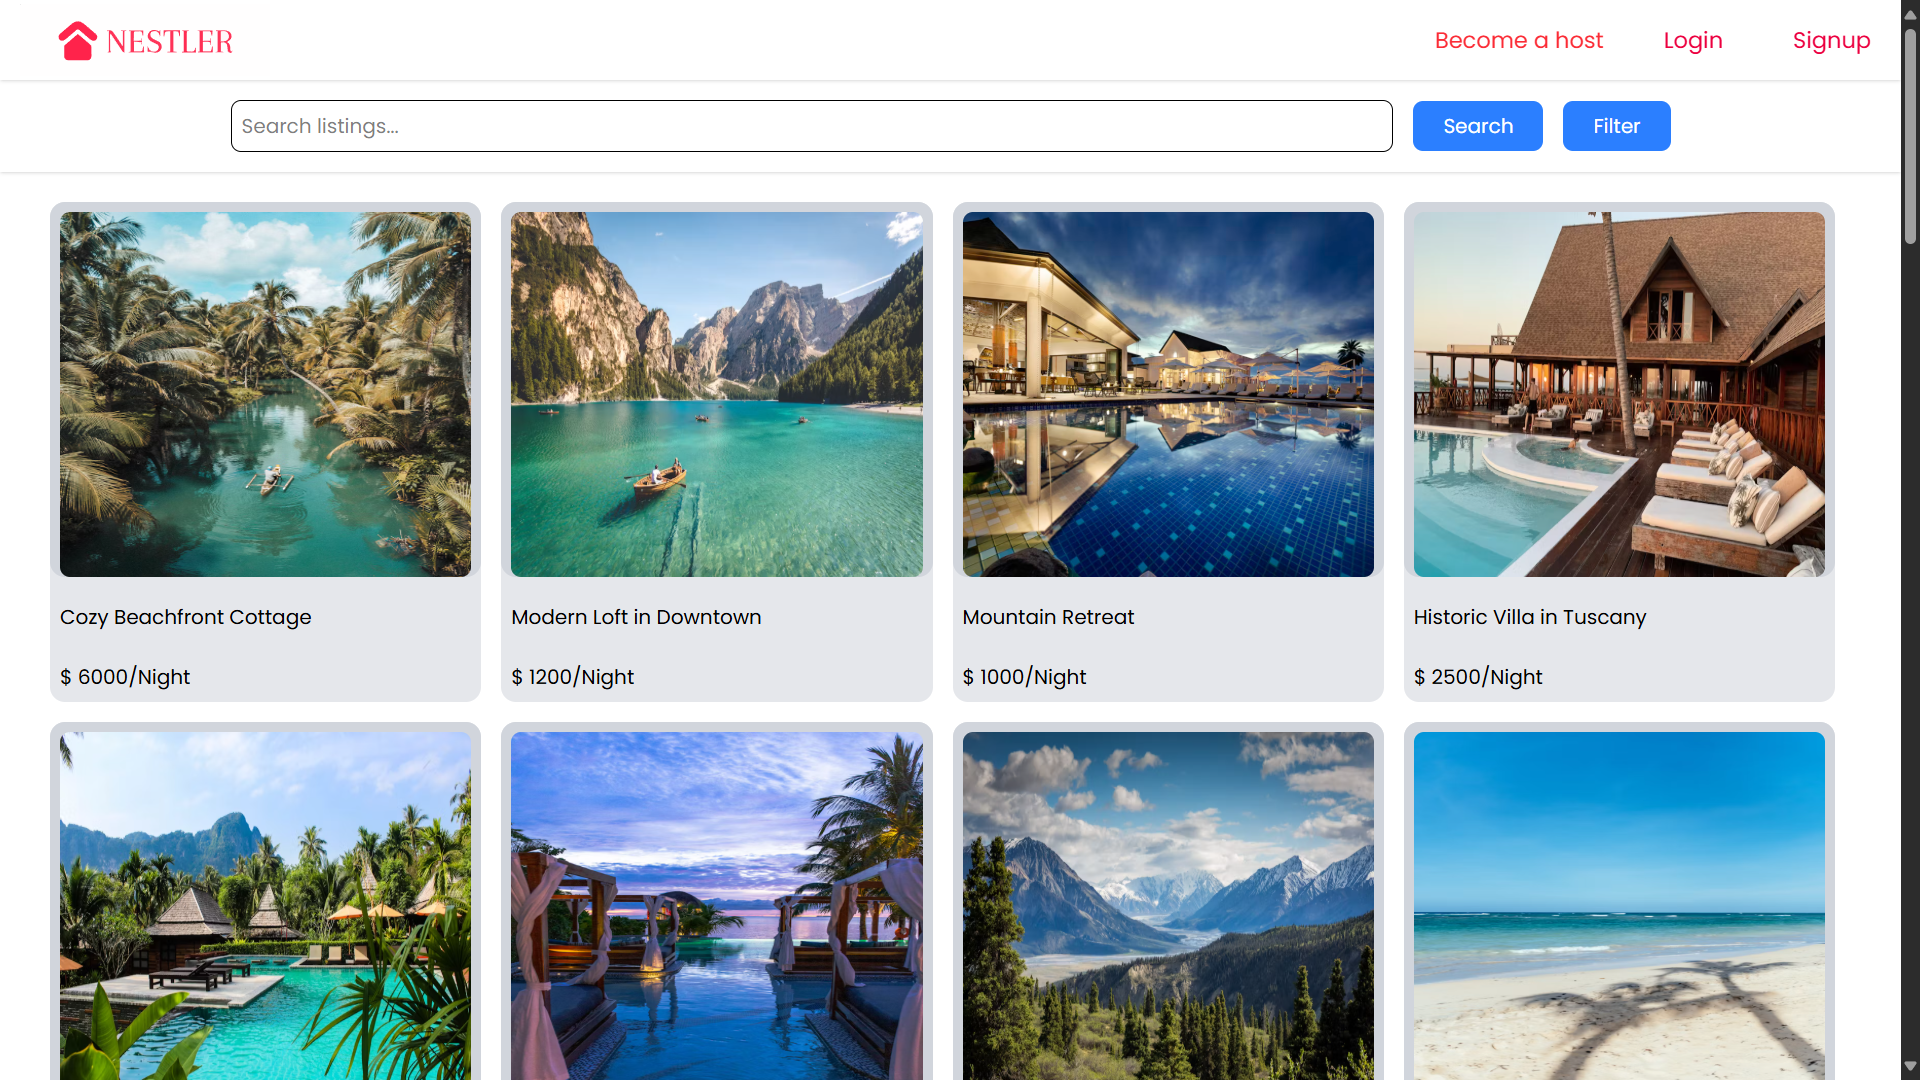 NESTLER
Become a host
Login
Signup
Search listings...
Search
Filter
Cozy Beachfront Cottage
$ 6000/Night
Modern Loft in Downtown
$ 1200/Night
Mountain Retreat
$ 1000/Night
Historic Villa in Tuscany
$ 2500/Night